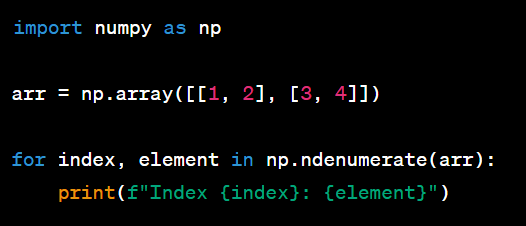 import numpy as np
arr = np.array([[1, 2], [3, 4]])
for index, element in np.ndenumerate(arr):
    print(f"Index {index}: {element}")